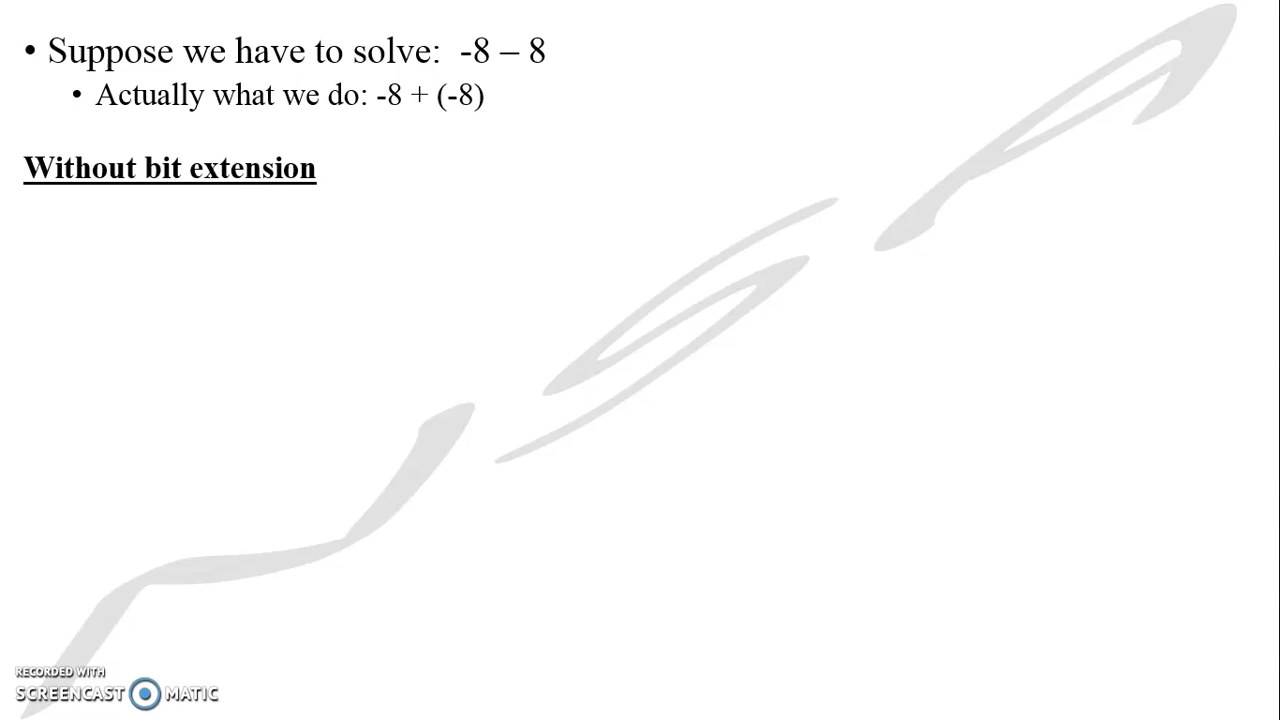 • Suppose we have to solve:  -8 – 8
• Actually what we do: -8 + (-8)
Without bit extension
RECORDED WITH
SCREENCAST MATIC